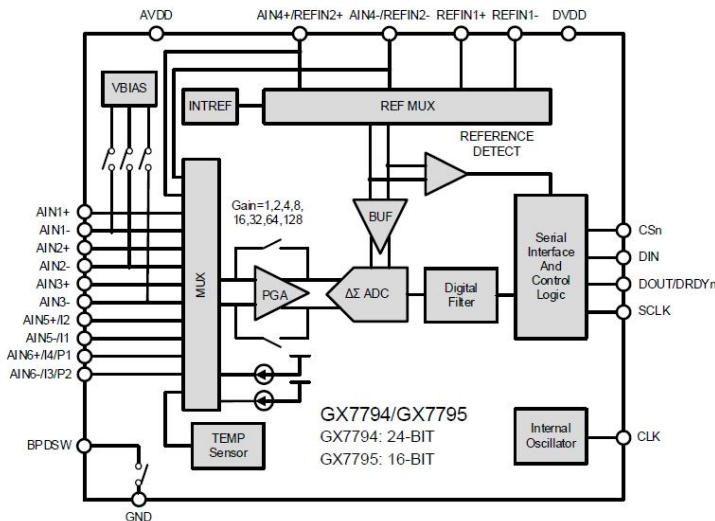 AVDD
AIN4+/REFIN2+
AIN4-/REFIN2-
REFIN1+
REFIN1-
DVDD
VBIAS
INTREF
REF MUX
REFERENCE
DETECT
Gain=1,2,4,8,
16,32,64,128
BUF
AIN1+
AIN1-
AIN2+
AIN2-
AIN3+
AIN3-
AIN5+/I2
AIN5-/I1
AIN6+/I4/P1
AIN6-/I3/P2
MUX
PGA
ΔΣ ADC
Digital
Filter
Serial
Interface
And
Control
Logic
CSn
DIN
DOUT/DRDYn
SCLK
GX7794/GX7795
GX7794: 24-BIT
GX7795: 16-BIT
TEMP
Sensor
Internal
Oscillator
CLK
BPDSW
GND